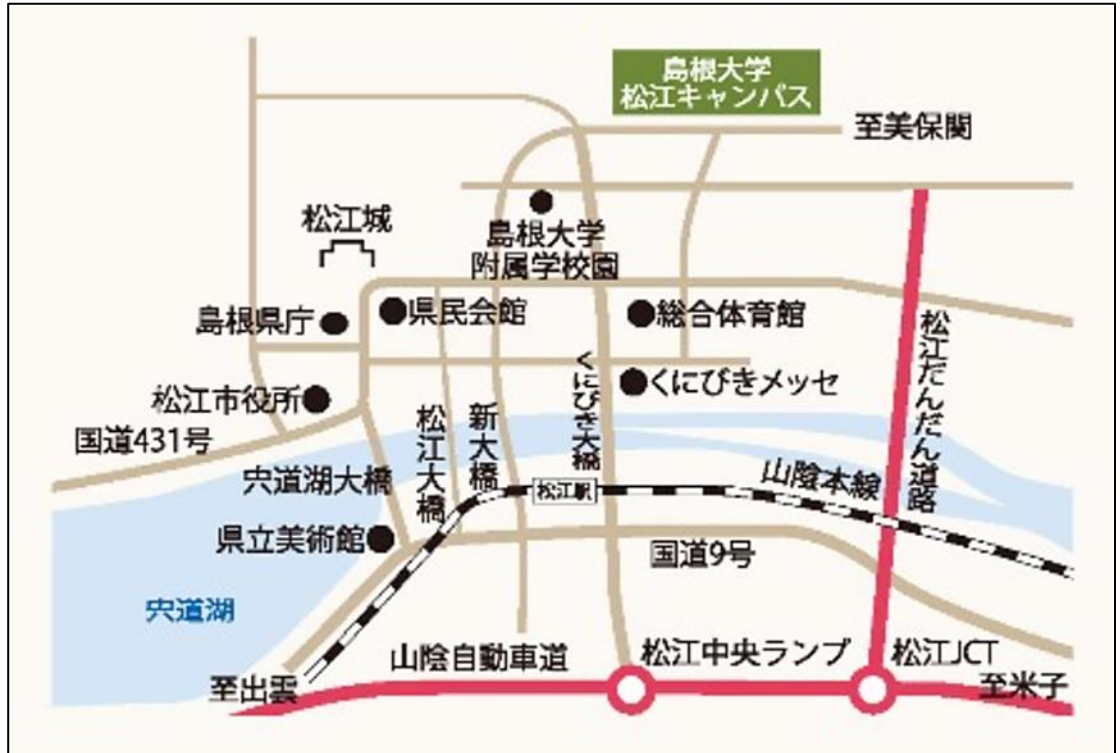 島根大学
松江キャンパス
至美保関
松江城
島根大学
附属学校園
島根県庁
県民会館
総合体育館
松江だんだん道路
くにびき大橋
くにびきメッセ
松江市役所
国道431号
松江大橋
新大橋
宍道湖大橋
松江駅
山陰本線
県立美術館
国道9号
宍道湖
山陰自動車道
松江中央ランプ
松江JCT
至出雲
至米子